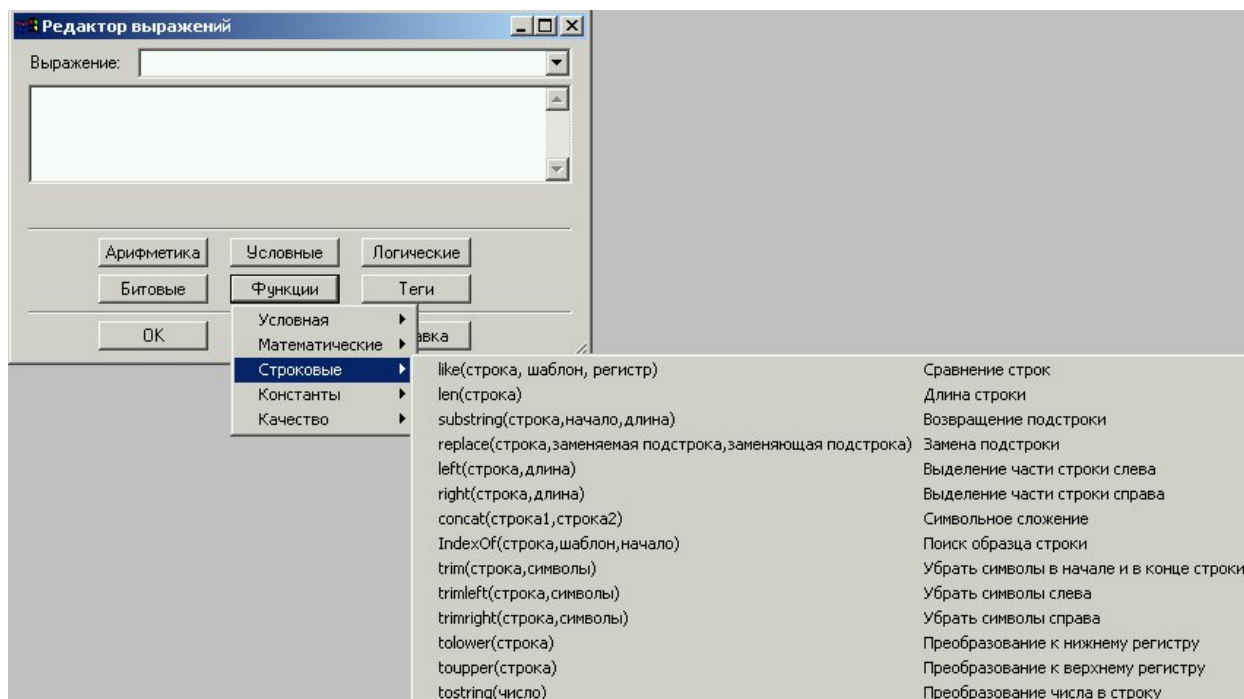 Редактор выражений
Выражение:
Арифметика Условные Логические
Битовые Функции Теги
OK
Условная
Математические
Строковые
Константы
Качество
like(строка, шаблон, регистр) Сравнение строк
len(строка) Длина строки
substring(строка,начало,длина) Возвращение подстроки
replace(строка,заменяемая подстрока,заменяющая подстрока) Замена подстроки
left(строка,длина) Выделение части строки слева
right(строка,длина) Выделение части строки справа
concat(строка1,строка2) Символьное сложение
IndexOf(строка,шаблон,начало) Поиск образца строки
trim(строка,символы) Убрать символы в начале и в конце строки
trimleft(строка,символы) Убрать символы слева
trimright(строка,символы) Убрать символы справа
tolower(строка) Преобразование к нижнему регистру
toupper(строка) Преобразование к верхнему регистру
tostring(число) Преобразование числа в строку